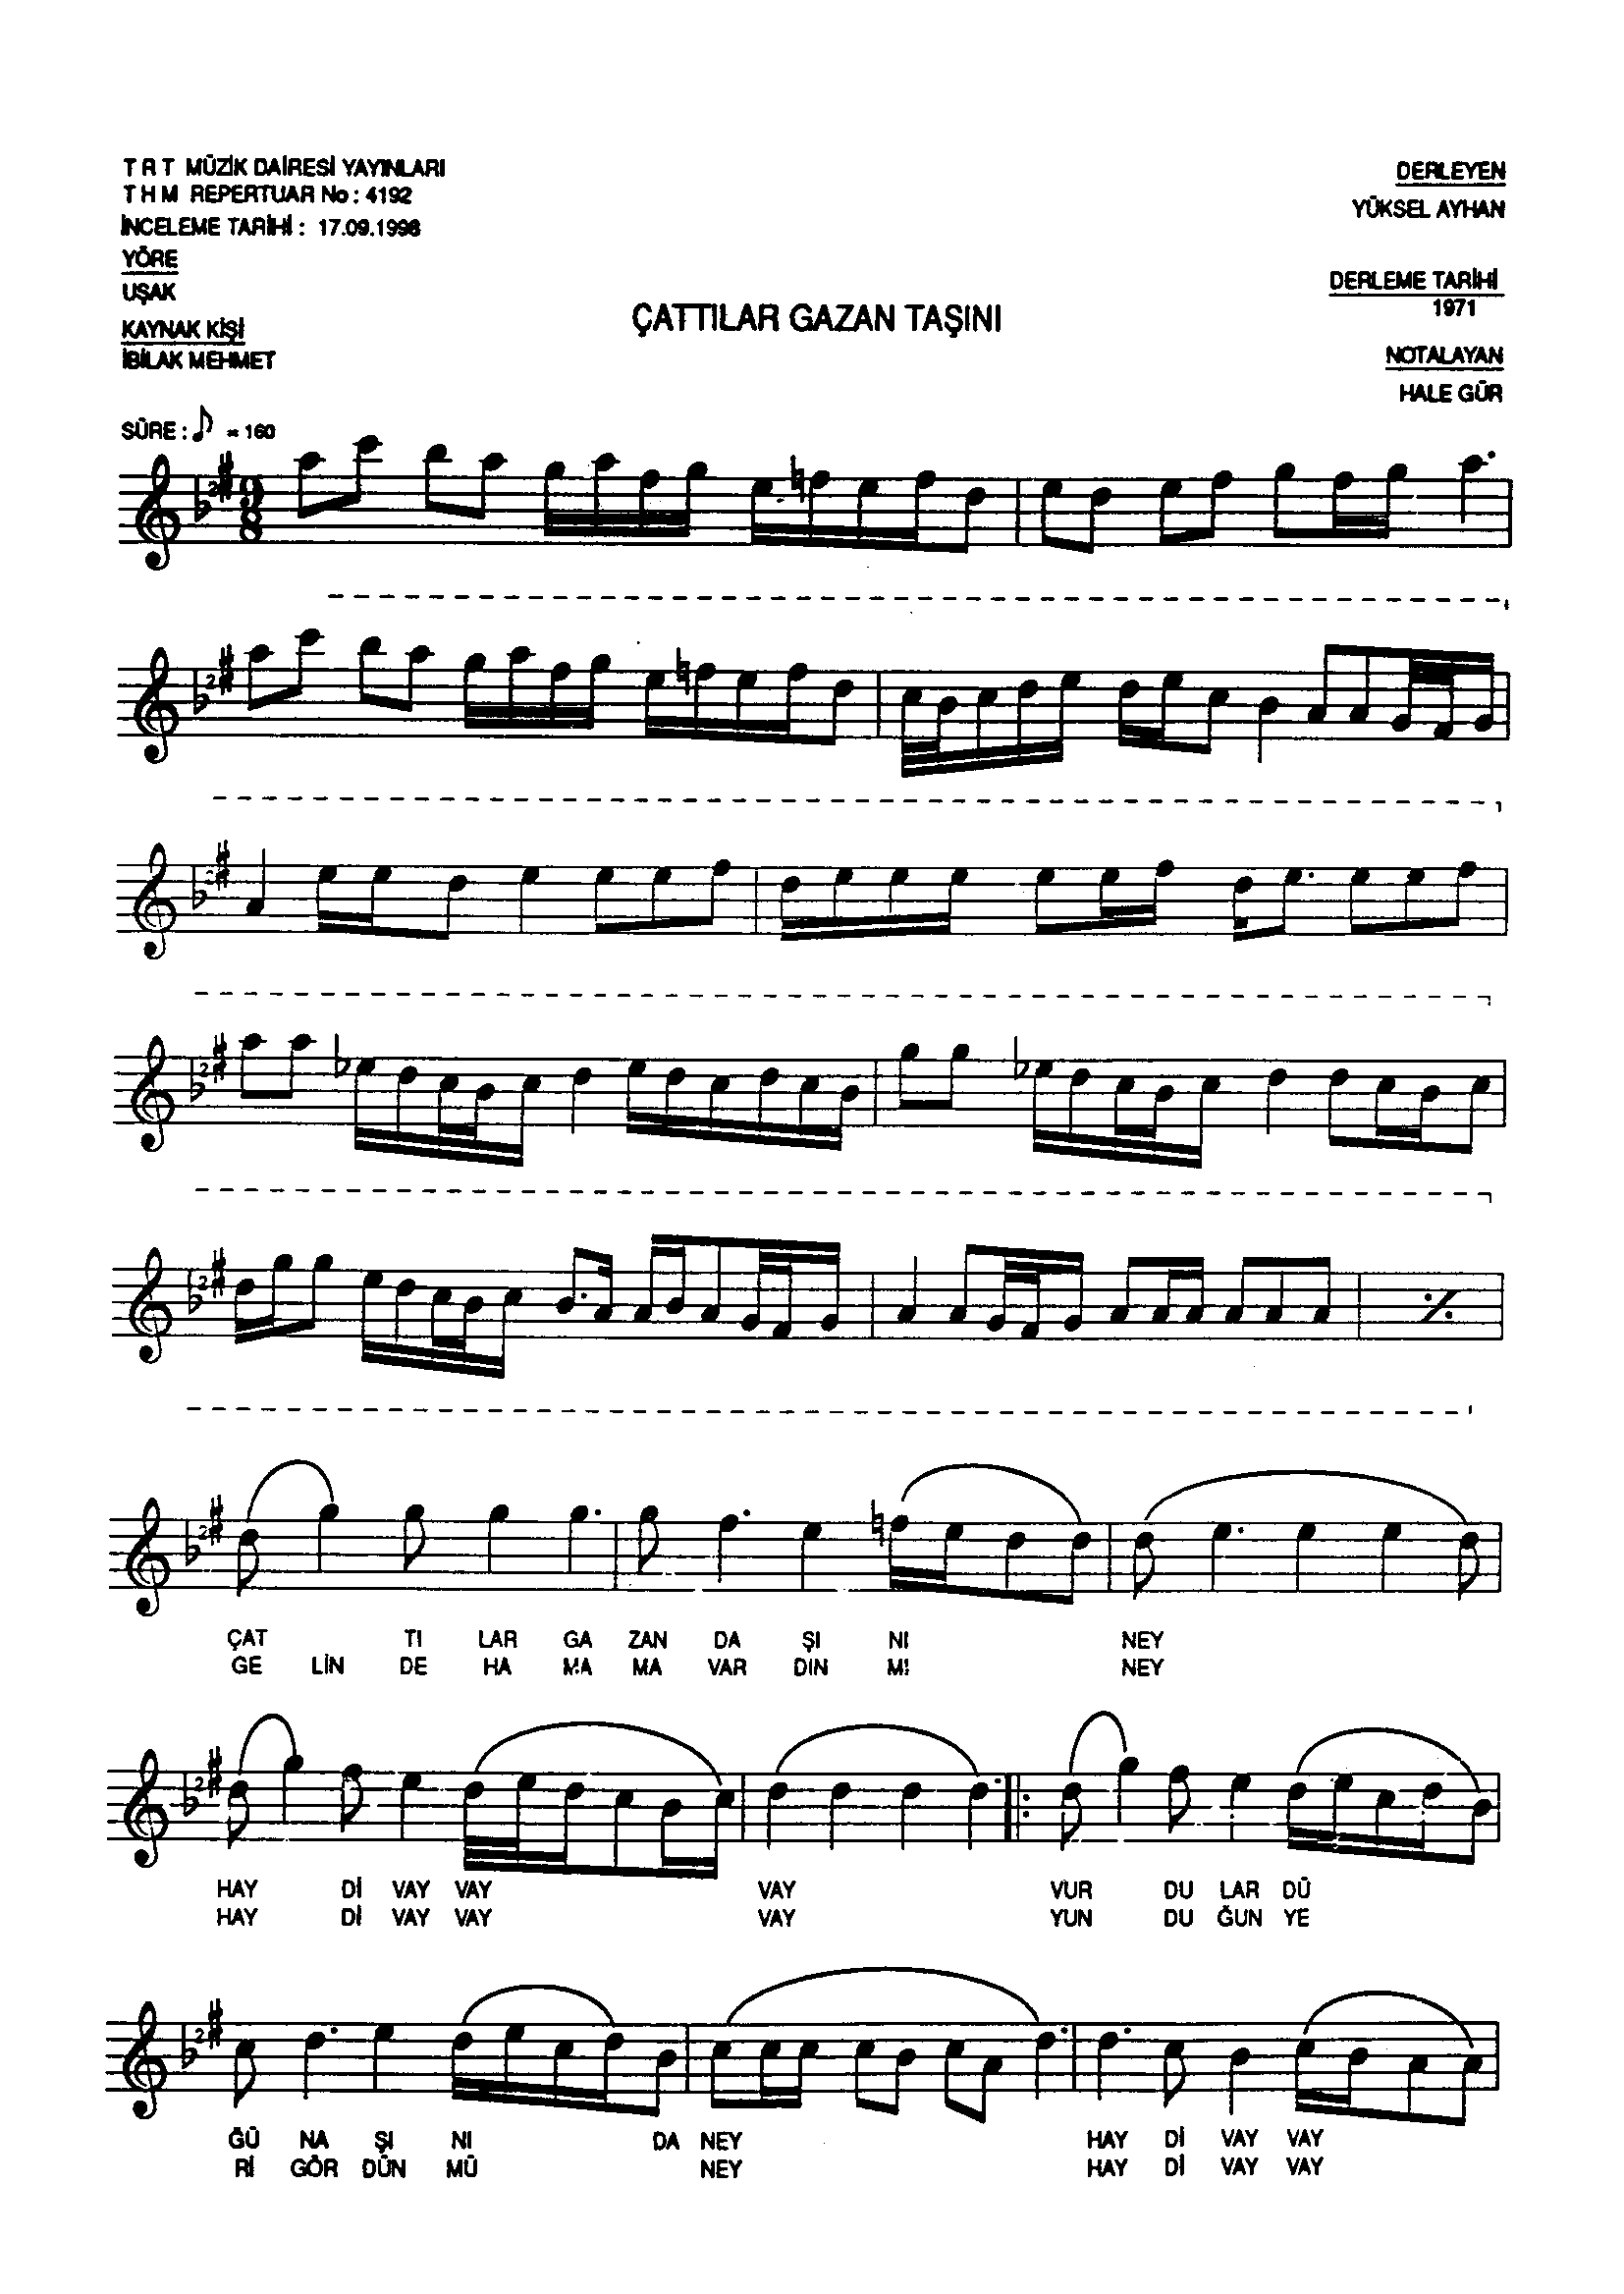 T R T MÜZİK DAİRESİ YAYINLARI
T H M REPERTUAR No : 4192
İNCELEME TARİHİ : 17.09.1998
YÖRE
UŞAK
KAYNAK KİŞİ
İBİLAK MEHMET
SÜRE : ♪ = 160
ÇATTILAR GAZAN TAŞINI
DERLEYEN
YÜKSEL AYHAN
DERLEME TARİHİ
1971
NOTALAYAN
HALE GÜR
ÇAT TI LAR GA ZAN DA ŞI NI NEY
GE LİN DE HA MA MA VAR DIN MI NEY
HAY Dİ VAY VAY VAY VUR DU LAR DÜ
HAY Dİ VAY VAY VAY YUN DU ĞUN YE
ĞÜ NA ŞI NI DA NEY HAY Dİ VAY VAY
Rİ GÖR DÜN MÜ NEY HAY Dİ VAY VAY